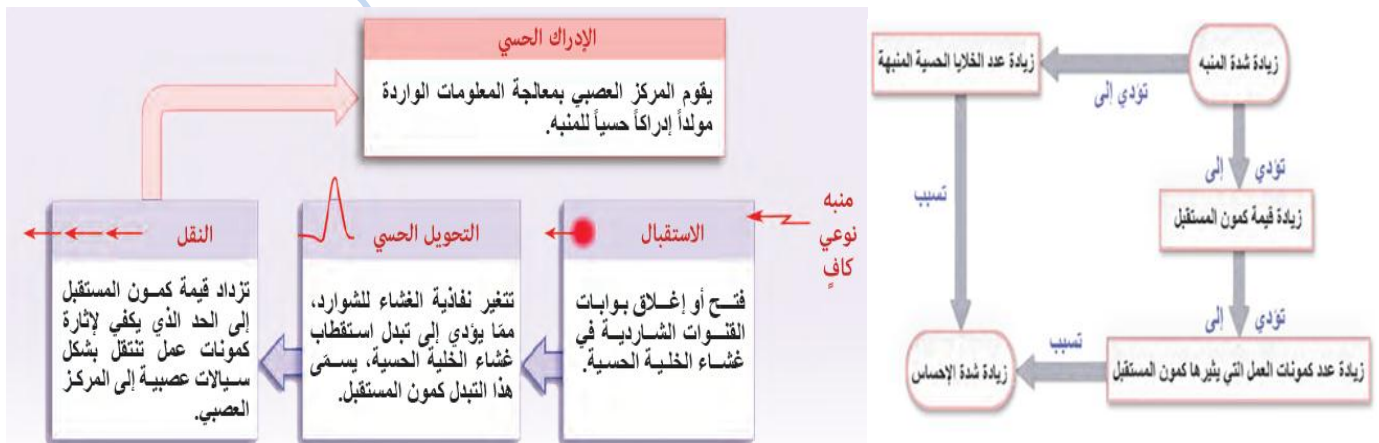 الإدراك الحسي
يقوم المركز العصبي بمعالجة المعلومات الواردة
مولداً إدراكاً حسياً للمنبه.
منبه
نوعي
كافٍ
الاستقبال
فتح أو إغلاق بوابات
القنوات الشاردية في
غشاء الخلية الحسية.
التحويل الحسي
تتغير نفاذية الغشاء للشوارد،
ممّا يؤدي إلى تبدل استقطاب
غشاء الخلية الحسية، يسمّى
هذا التبدل كمون المستقبل.
النقل
تزداد قيمة كمون المستقبل
إلى الحد الذي يكفي لإثارة
كمونات عمل تنتقل بشكل
سيالات عصبية إلى المركز
العصبي.
زيادة شدة المنبه
تؤدي إلى
زيادة عدد الخلايا الحسية المنبهة
تسبب
تؤدي إلى
زيادة قيمة كمون المستقبل
تؤدي إلى
زيادة عدد كمونات العمل التي يثيرها كمون المستقبل
تسبب
زيادة شدة الإحساس